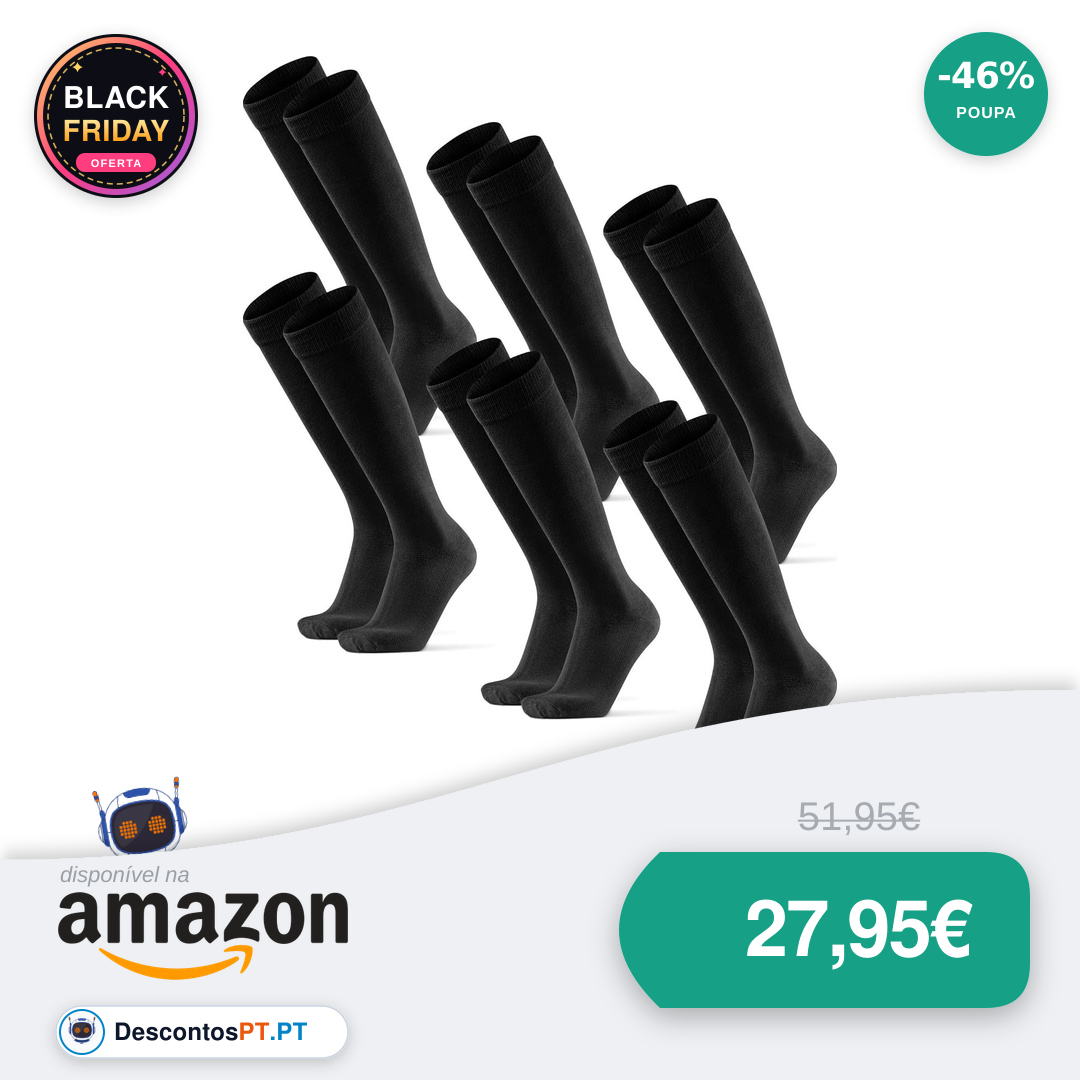 BLACK
FRIDAY
OFERTA
-46%
POUPA
51,95€
27,95€
disponível na
amazon
DescontosPT.PT